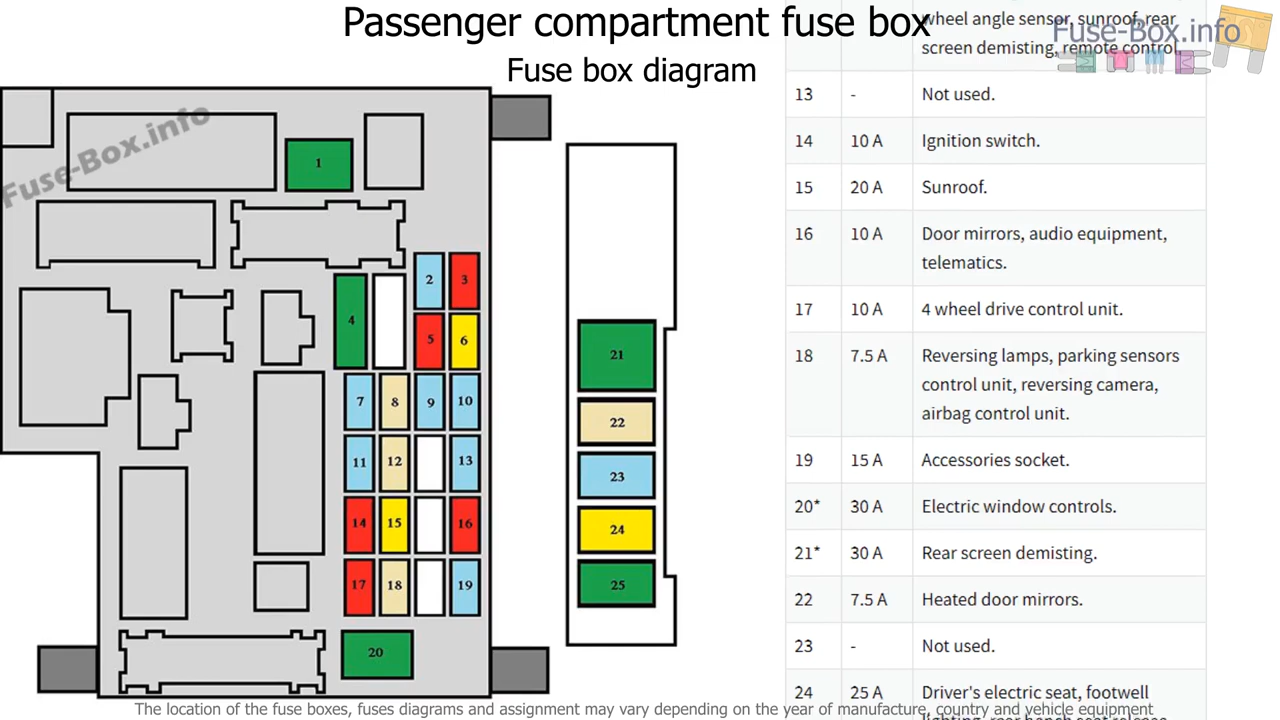 Passenger compartment fuse box
Fuse box diagram
Fuse-Box.info
Fuse-Box.info
1
2
3
4
5
6
7
8
9
10
11
12
13
14
15
16
17
18
19
20
21
22
23
24
25
wheel angle sensor, sunroof, rear
screen demisting, remote control
13 - Not used.
14 10 A Ignition switch.
15 20 A Sunroof.
16 10 A Door mirrors, audio equipment,
telematics.
17 10 A 4 wheel drive control unit.
18 7.5 A Reversing lamps, parking sensors
control unit, reversing camera,
airbag control unit.
19 15 A Accessories socket.
20* 30 A Electric window controls.
21* 30 A Rear screen demisting.
22 7.5 A Heated door mirrors.
23 - Not used.
24 25 A Driver's electric seat, footwell
lighting, rear bench seat release
The location of the fuse boxes, fuses diagrams and assignment may vary depending on the year of manufacture, country and vehicle equipment